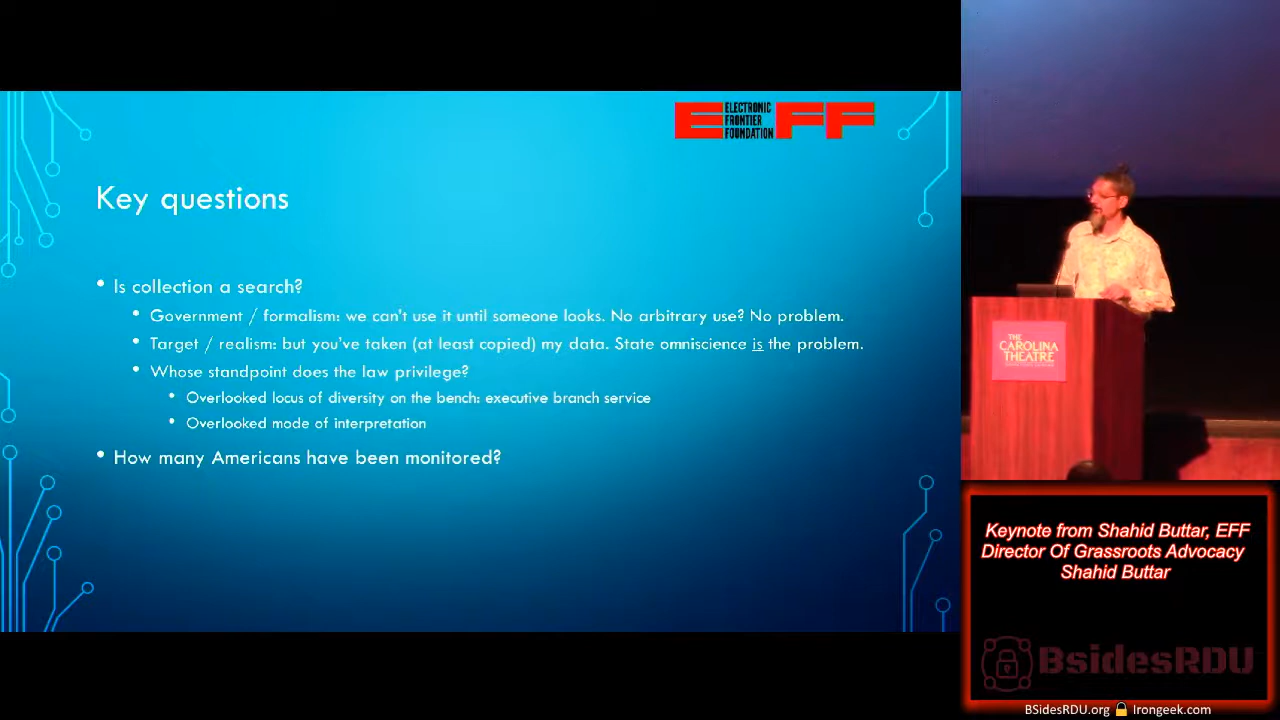 EFF
ELECTRONIC
FRONTIER
FOUNDATION
Key questions
• Is collection a search?
• Government / formalism: we can't use it until someone looks. No arbitrary use? No problem.
• Target / realism: but you've taken (at least copied) my data. State omniscience is the problem.
• Whose standpoint does the law privilege?
• Overlooked locus of diversity on the bench: executive branch service
• Overlooked mode of interpretation
• How many Americans have been monitored?
THE
CAROLINA
THEATRE
Keynote from Shahid Buttar, EFF
Director Of Grassroots Advocacy
Shahid Buttar
BsidesRDU
BSidesRDU.org 🔒 Irongeek.com